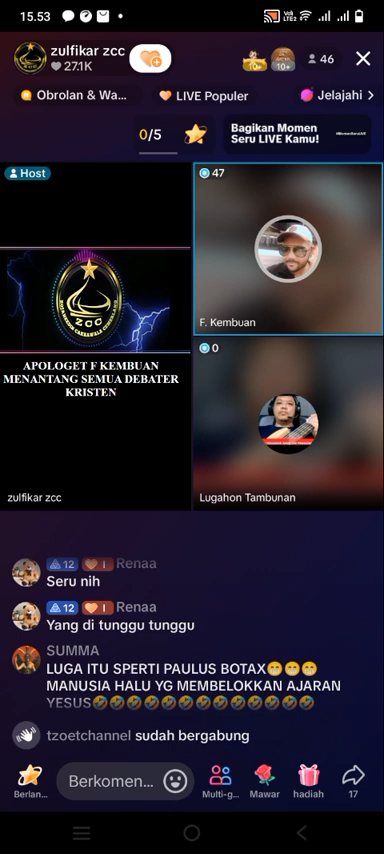 15.53
VoLTE2
zulfikar zcc
27.1K
10+
10+
46
Obrolan & Wa...
LIVE Populer
Jelajahi
0/5
Bagikan Momen
Seru LIVE Kamu!
Host
47
ZCC
F. Kembuan
APOLOGET F KEMBUAN
MENANTANG SEMUA DEBATER
KRISTEN
0
zulfikar zcc
Lugahon Tambunan
12 I Renaa
Seru nih
12 I Renaa
Yang di tunggu tunggu
SUMMA
LUGA ITU SPERTI PAULUS BOTAX😁😁😁
MANUSIA HALU YG MEMBELOKKAN AJARAN
YESUS🤣🤣🤣🤣🤣🤣🤣🤣🤣🤣🤣🤣🤣
tzoetchannel sudah bergabung
Berkomen...
Berlan...
Multi-g...
Mawar
hadiah
17